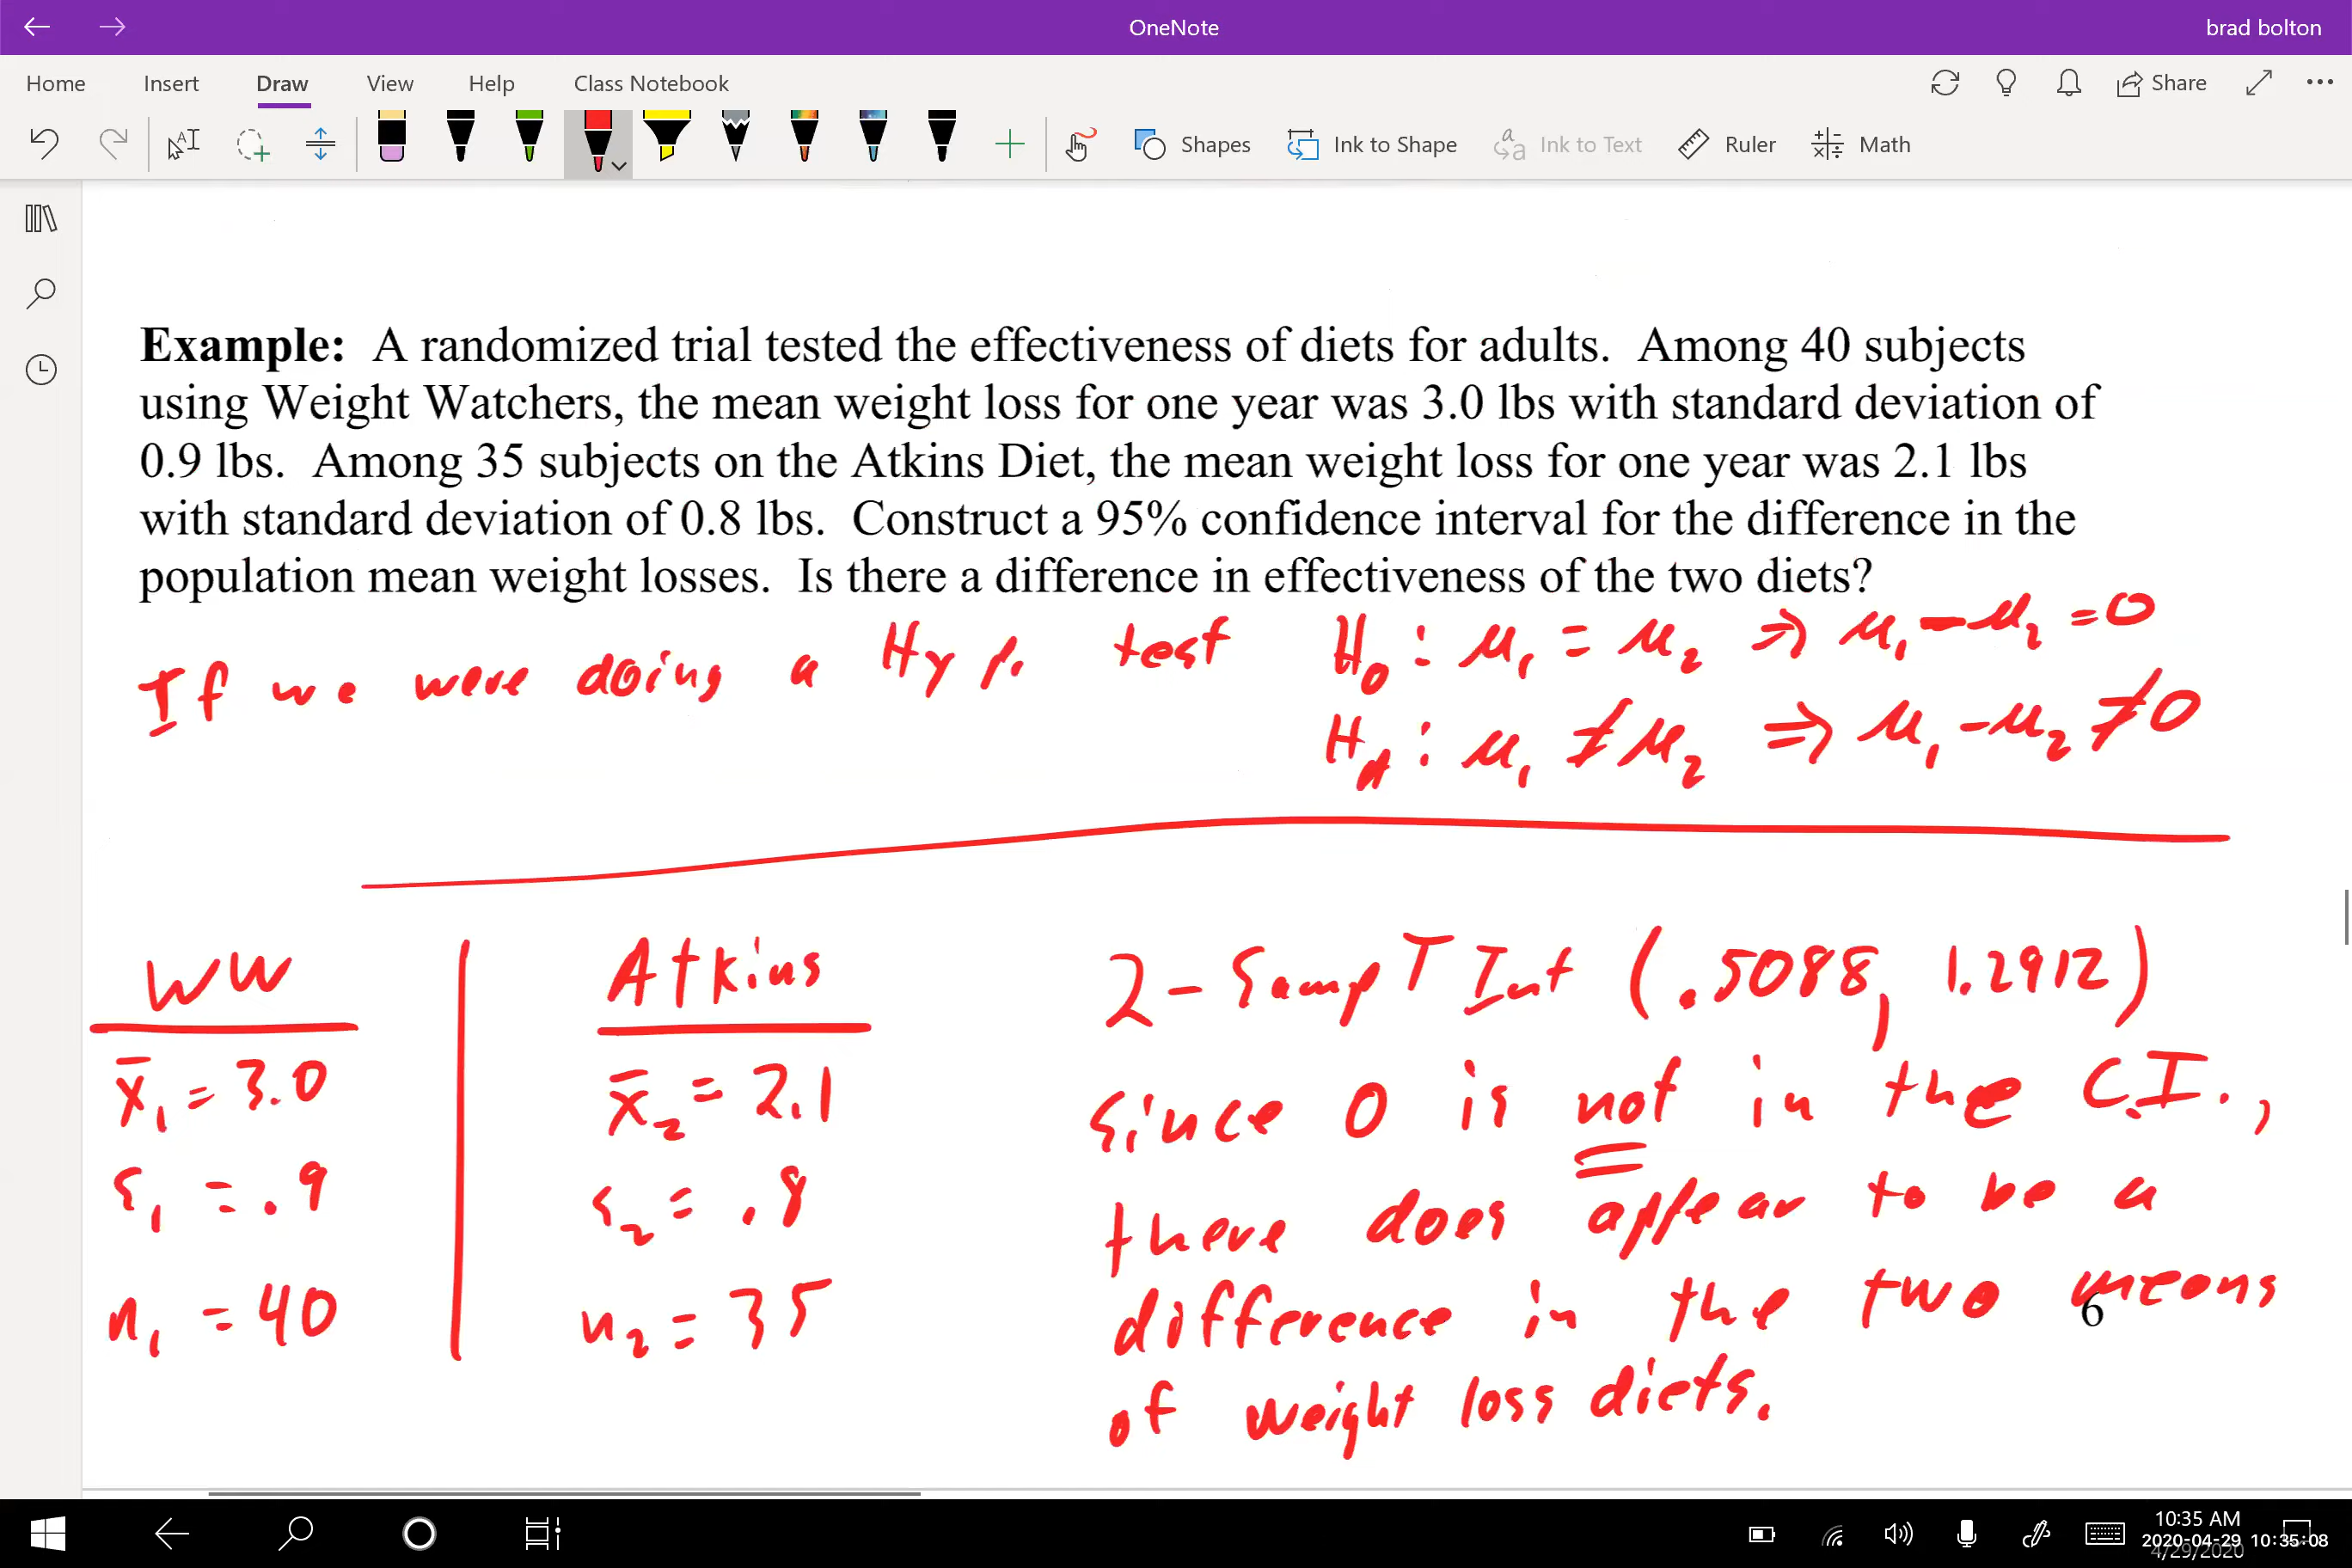 OneNote
brad bolton
Home Insert Draw View Help Class Notebook Share
Shapes Ink to Shape Ink to Text Ruler Math
Example: A randomized trial tested the effectiveness of diets for adults. Among 40 subjects
using Weight Watchers, the mean weight loss for one year was 3.0 lbs with standard deviation of
0.9 lbs. Among 35 subjects on the Atkins Diet, the mean weight loss for one year was 2.1 lbs
with standard deviation of 0.8 lbs. Construct a 95% confidence interval for the difference in the
population mean weight losses. Is there a difference in effectiveness of the two diets?
If we were doing a Hyp. test H₀: μ₁ = μ₂ ⇒ μ₁ - μ₂ = 0
H_A: μ₁ ≠ μ₂ ⇒ μ₁ - μ₂ ≠ 0
WW
x̄₁ = 3.0
s₁ = .9
n₁ = 40
Atkins
x̄₂ = 2.1
s₂ = .8
n₂ = 35
2-Samp T Int (.5088, 1.2912)
Since 0 is not in the C.I.,
there does appear to be a
difference in the two means
of weight loss diets.
6
10:35 AM
2020-04-29 10:35:08
4/29/2020